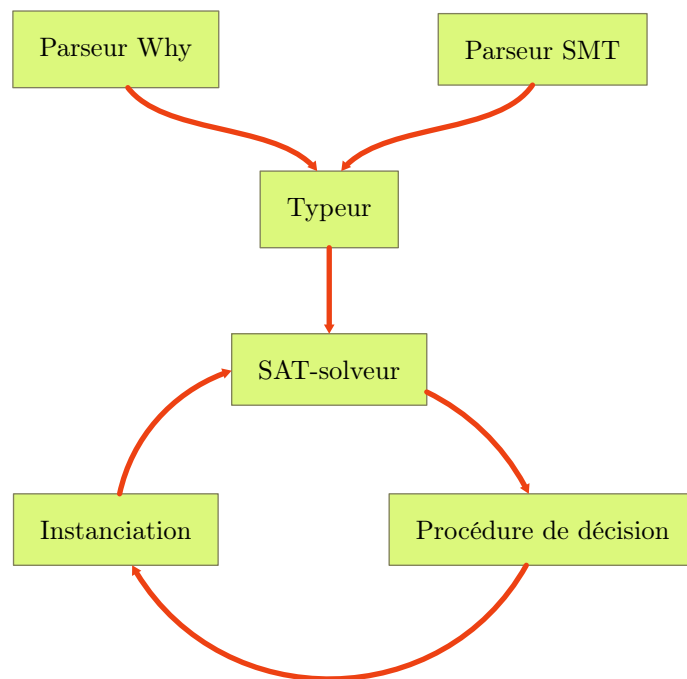 Parseur Why
Parseur SMT
Typeur
SAT-solveur
Instanciation
Procédure de décision